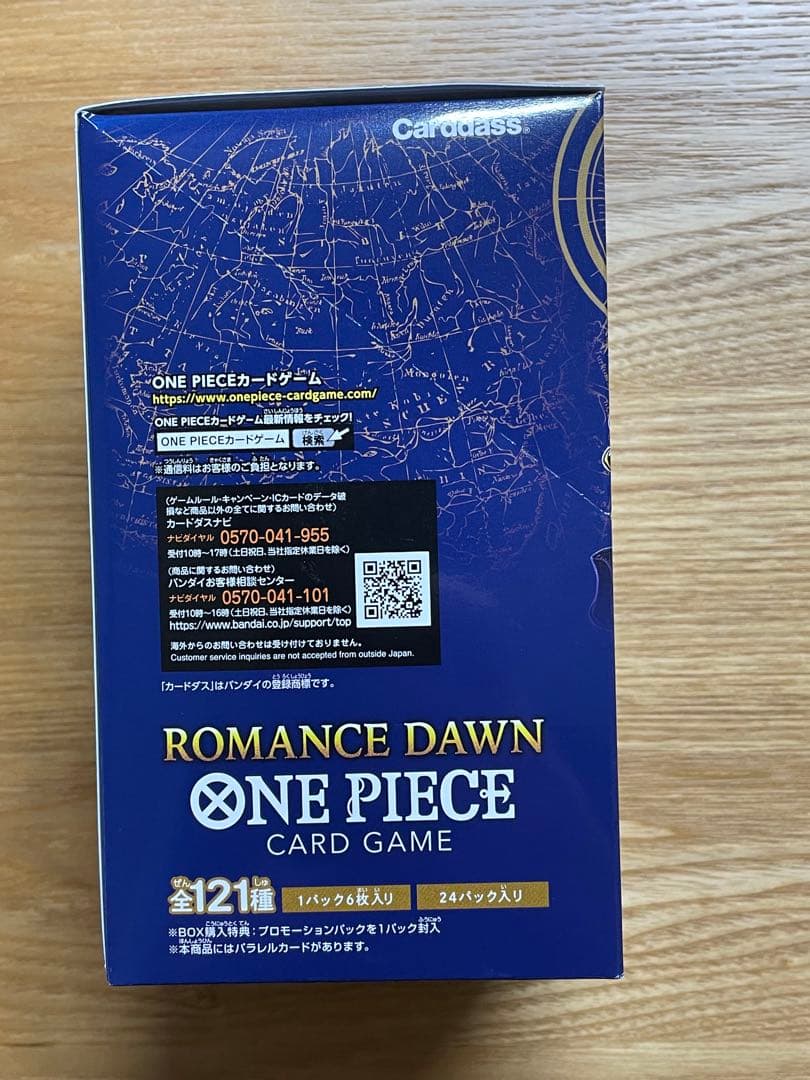 Carddass®
ONE PIECEカードゲーム
https://www.onepiece-cardgame.com/
ONE PIECEカードゲーム最新情報をチェック!
ONE PIECEカードゲーム 検索
※通信料はお客様のご負担となります。
(ゲームルール・キャンペーン・ICカードのデータ破
損など商品以外の全てに関するお問い合わせ)
カードダスナビ
ナビダイヤル 0570-041-955
受付10時~17時(土日祝日、当社指定休業日を除く)
(商品に関するお問い合わせ)
バンダイお客様相談センター
ナビダイヤル 0570-041-101
受付10時~16時(土日祝日、当社指定休業日を除く)
https://www.bandai.co.jp/support/top
海外からのお問い合わせは受け付けておりません。
Customer service inquiries are not accepted from outside Japan.
「カードダス」はバンダイの登録商標です。
ROMANCE DAWN
ONE PIECE
CARD GAME
全121種 1パック6枚入り 24パック入り
※BOX購入特典:プロモーションパックを1パック封入
※本商品にはパラレルカードがあります。